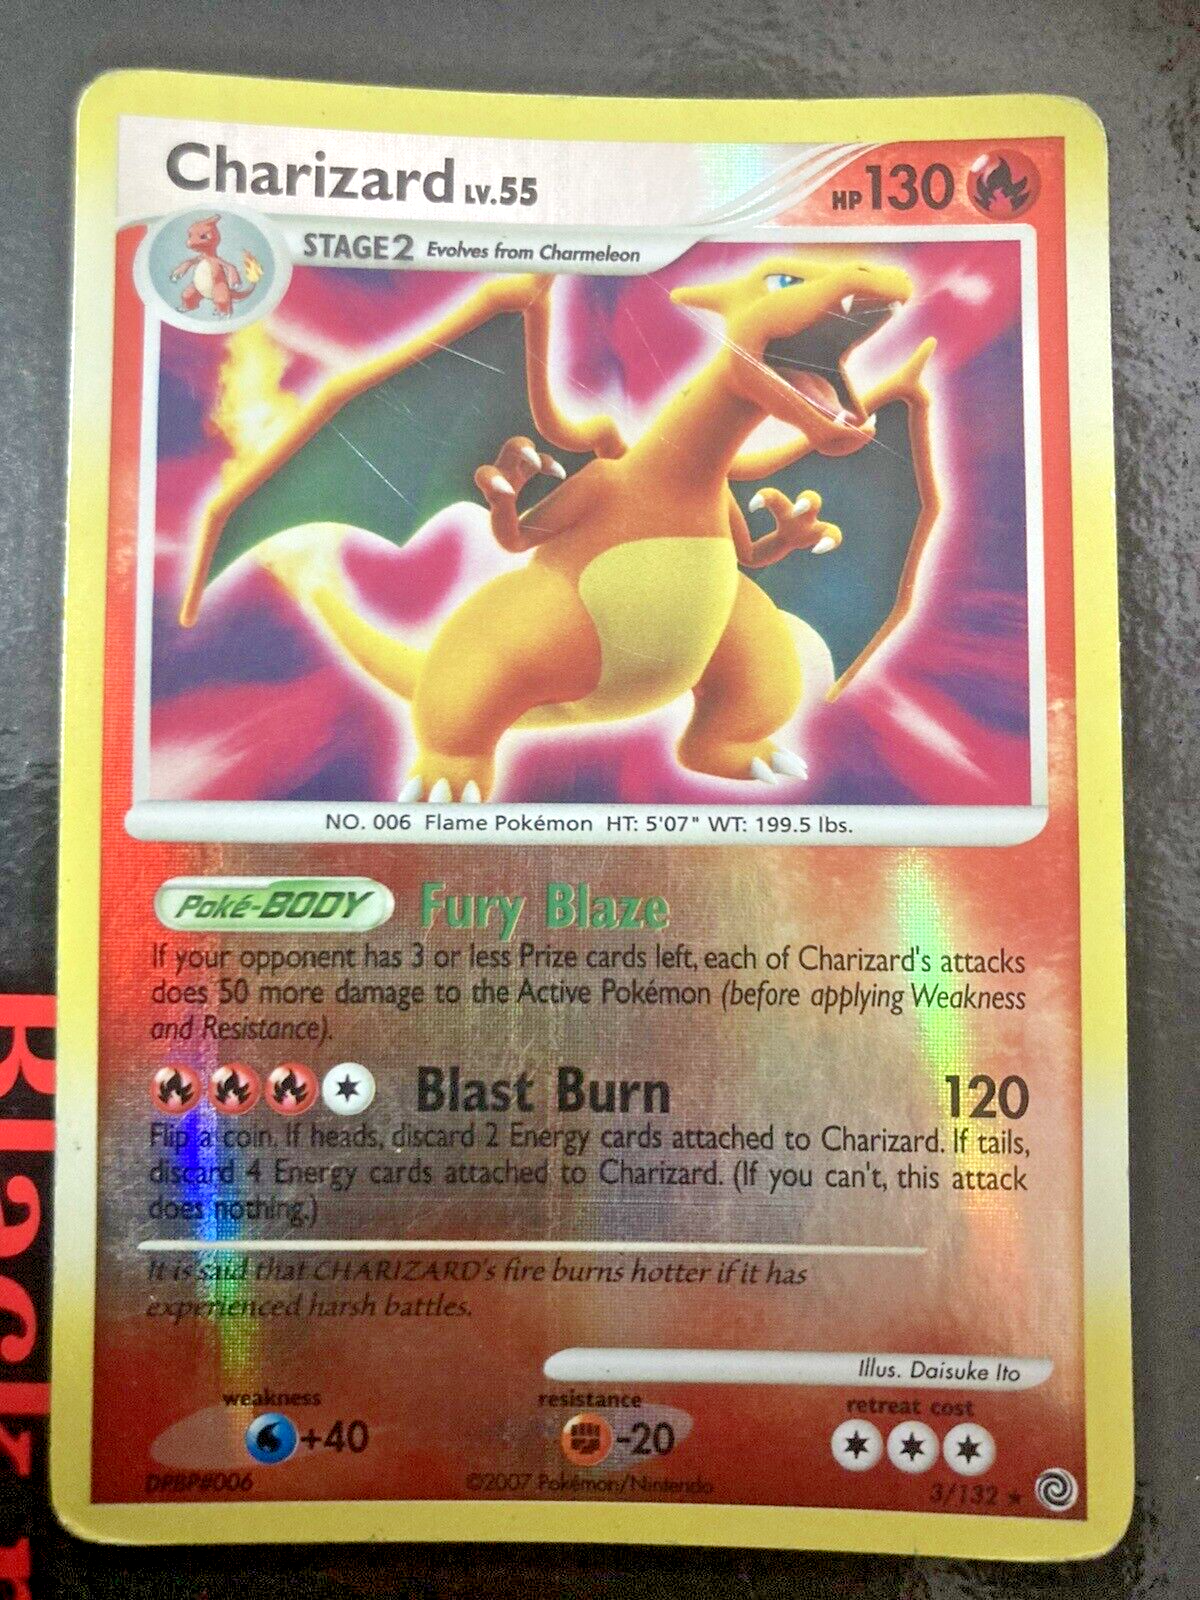 Charizard LV.55 HP 130
STAGE2 Evolves from Charmeleon
NO. 006 Flame Pokémon HT: 5'07" WT: 199.5 lbs.
Poké-BODY Fury Blaze
If your opponent has 3 or less Prize cards left, each of Charizard's attacks
does 50 more damage to the Active Pokémon (before applying Weakness
and Resistance).
Blast Burn 120
Flip a coin. If heads, discard 2 Energy cards attached to Charizard. If tails,
discard 4 Energy cards attached to Charizard. (If you can't, this attack
does nothing.)
It is said that CHARIZARD's fire burns hotter if it has
experienced harsh battles.
Illus. Daisuke Ito
weakness resistance retreat cost
+40 -20
DPBP#006 ©2007 Pokémon/Nintendo 3/132